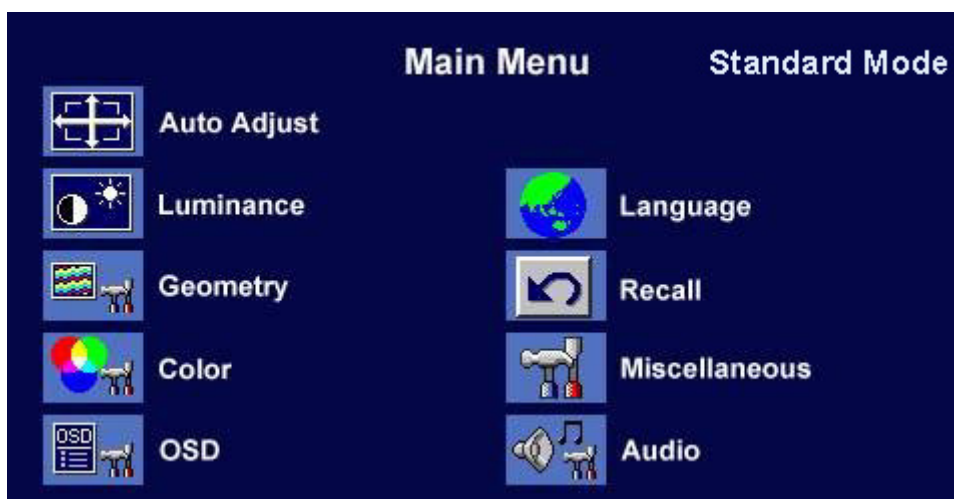 Main Menu Standard Mode
Auto Adjust
Luminance
Language
Geometry
Recall
Color
Miscellaneous
OSD
OSD
Audio